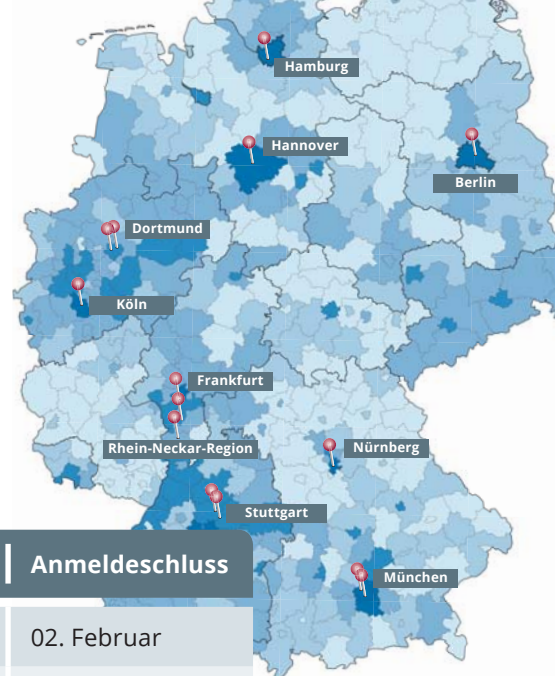 Hamburg
Hannover
Berlin
Dortmund
Köln
Frankfurt
Rhein-Neckar-Region
Nürnberg
Stuttgart
Anmeldeschluss
München
02. Februar